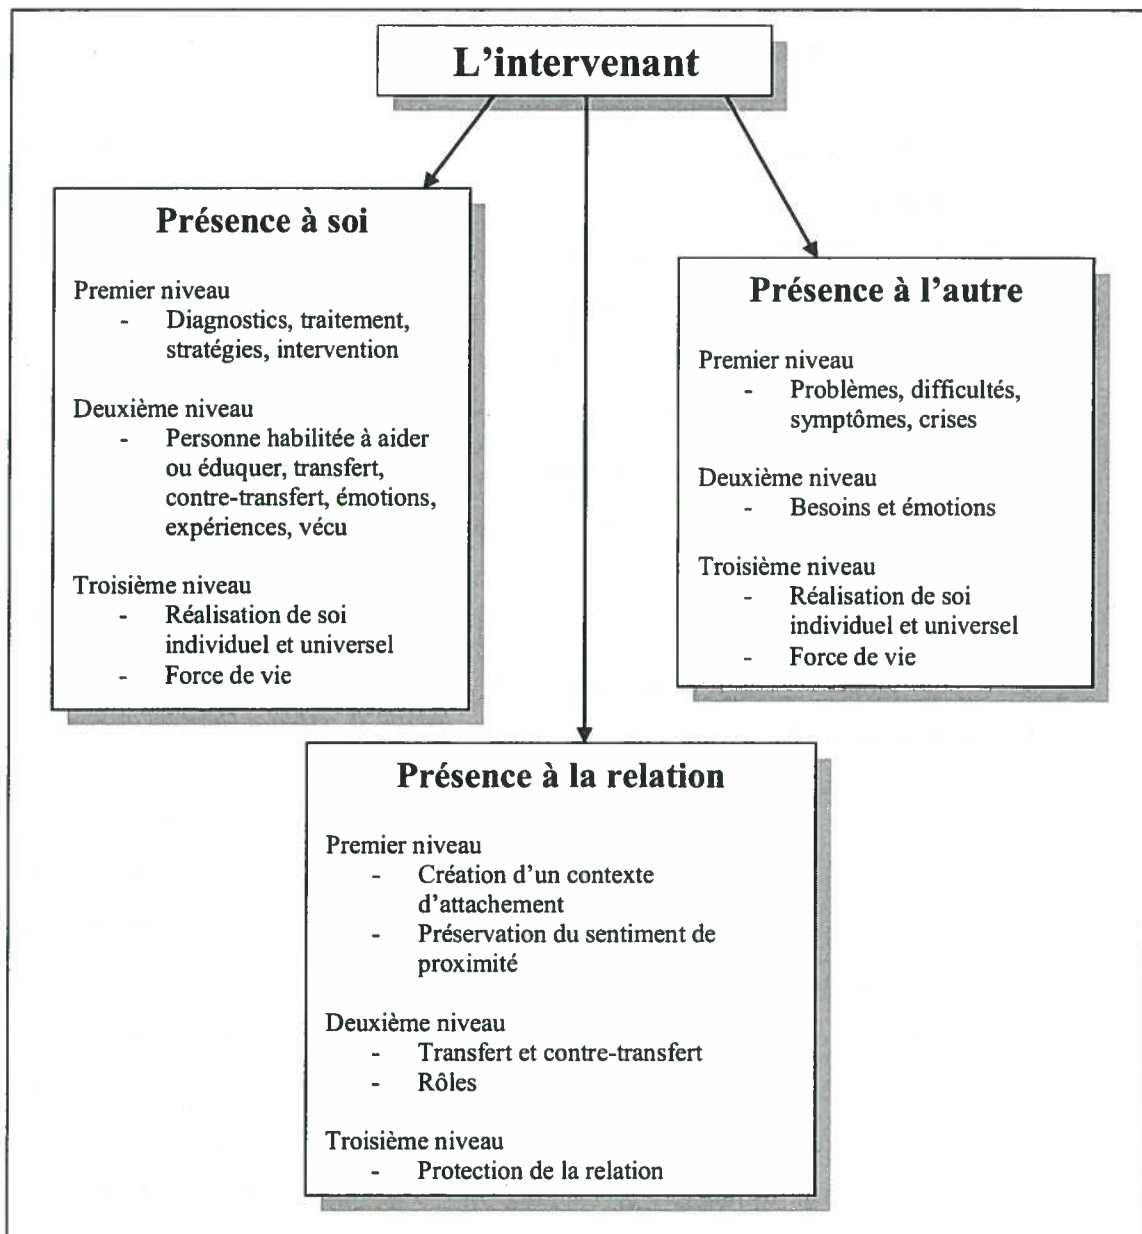 L'intervenant
Présence à soi
Premier niveau
- Diagnostics, traitement,
stratégies, intervention
Deuxième niveau
- Personne habilitée à aider
ou éduquer, transfert,
contre-transfert, émotions,
expériences, vécu
Troisième niveau
- Réalisation de soi
individuel et universel
- Force de vie
Présence à l'autre
Premier niveau
- Problèmes, difficultés,
symptômes, crises
Deuxième niveau
- Besoins et émotions
Troisième niveau
- Réalisation de soi
individuel et universel
- Force de vie
Présence à la relation
Premier niveau
- Création d'un contexte
d'attachement
- Préservation du sentiment de
proximité
Deuxième niveau
- Transfert et contre-transfert
- Rôles
Troisième niveau
- Protection de la relation